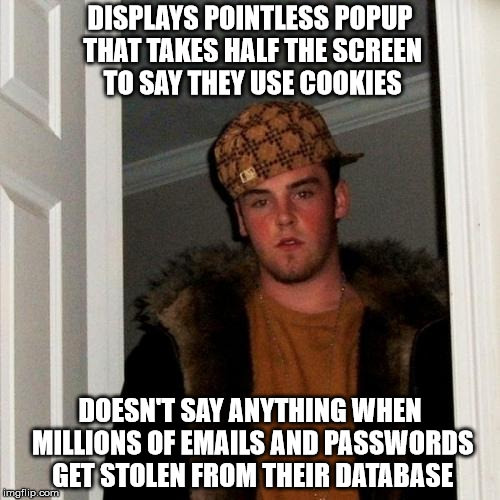 DISPLAYS POINTLESS POPUP
THAT TAKES HALF THE SCREEN
TO SAY THEY USE COOKIES
DOESN'T SAY ANYTHING WHEN
MILLIONS OF EMAILS AND PASSWORDS
GET STOLEN FROM THEIR DATABASE
imgflip.com